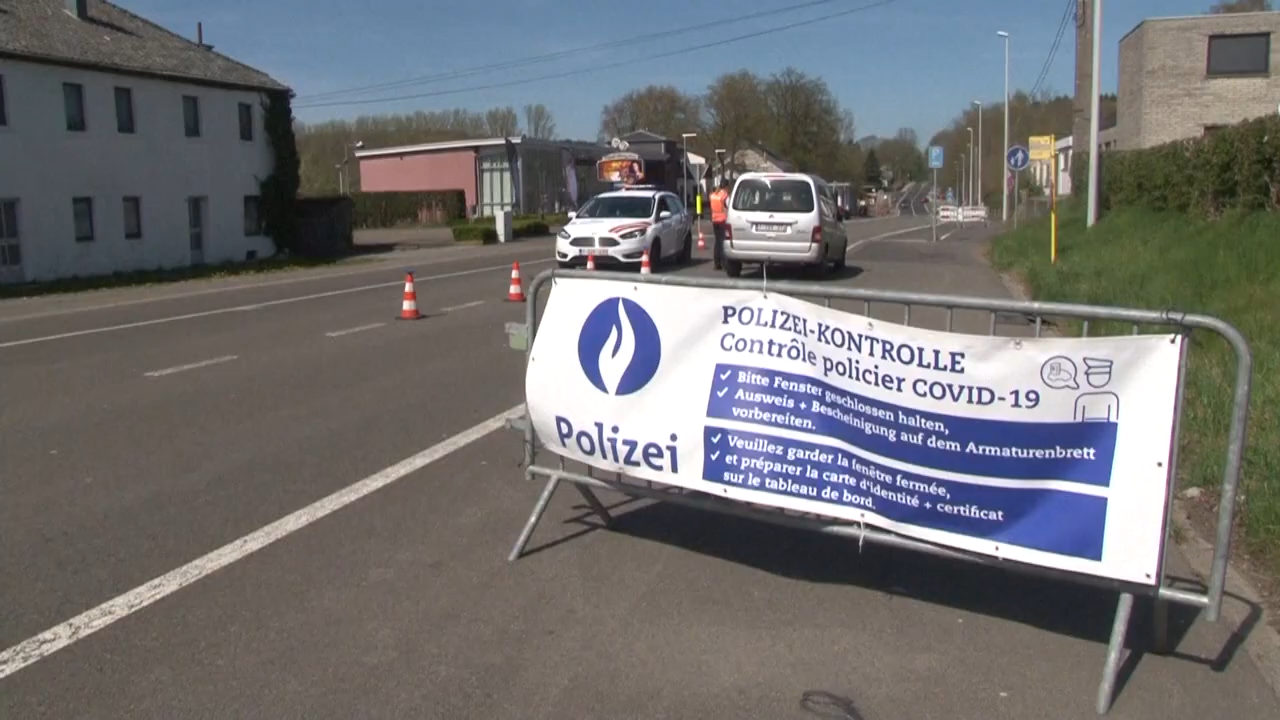 Polizei
POLIZEI-KONTROLLE
Contrôle policier COVID-19
✓ Bitte Fenster geschlossen halten,
✓ Ausweis + Bescheinigung auf dem Armaturenbrett
vorbereiten.
✓ Veuillez garder la fenêtre fermée,
✓ et préparer la carte d'identité + certificat
sur le tableau de bord.